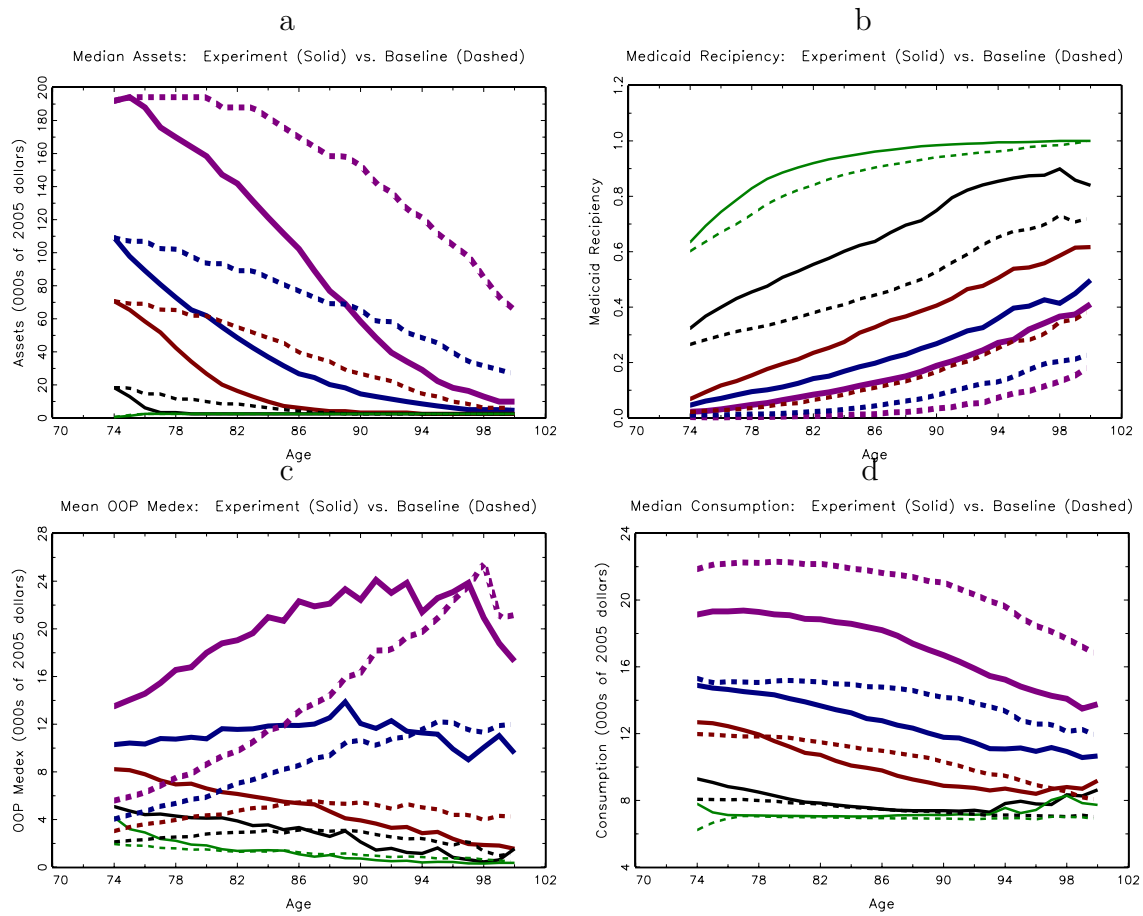 a
Median Assets: Experiment (Solid) vs. Baseline (Dashed)
Assets (000s of 2005 dollars)
0 20 40 60 80 100 120 140 160 180 200
70 74 78 82 86 90 94 98 102
Age
b
Medicaid Recipiency: Experiment (Solid) vs. Baseline (Dashed)
Medicaid Recipiency
0.0 0.2 0.4 0.6 0.8 1.0 1.2
70 74 78 82 86 90 94 98 102
Age
c
Mean OOP Medex: Experiment (Solid) vs. Baseline (Dashed)
OOP Medex (000s of 2005 dollars)
0 4 8 12 16 20 24 28
70 74 78 82 86 90 94 98 102
Age
d
Median Consumption: Experiment (Solid) vs. Baseline (Dashed)
Consumption (000s of 2005 dollars)
4 8 12 16 20 24
70 74 78 82 86 90 94 98 102
Age